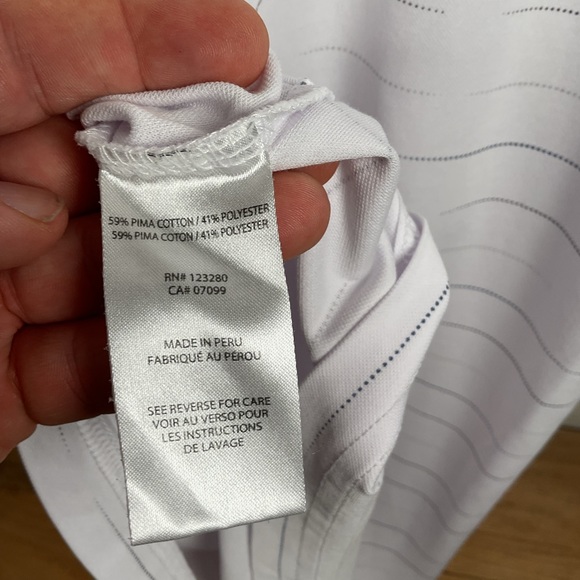 59% PIMA COTTON / 41% POLYESTER
59% PIMA COTON / 41% POLYESTER
RN# 123280
CA# 07099
MADE IN PERU
FABRIQUÉ AU PÉROU
SEE REVERSE FOR CARE
VOIR AU VERSO POUR
LES INSTRUCTIONS
DE LAVAGE